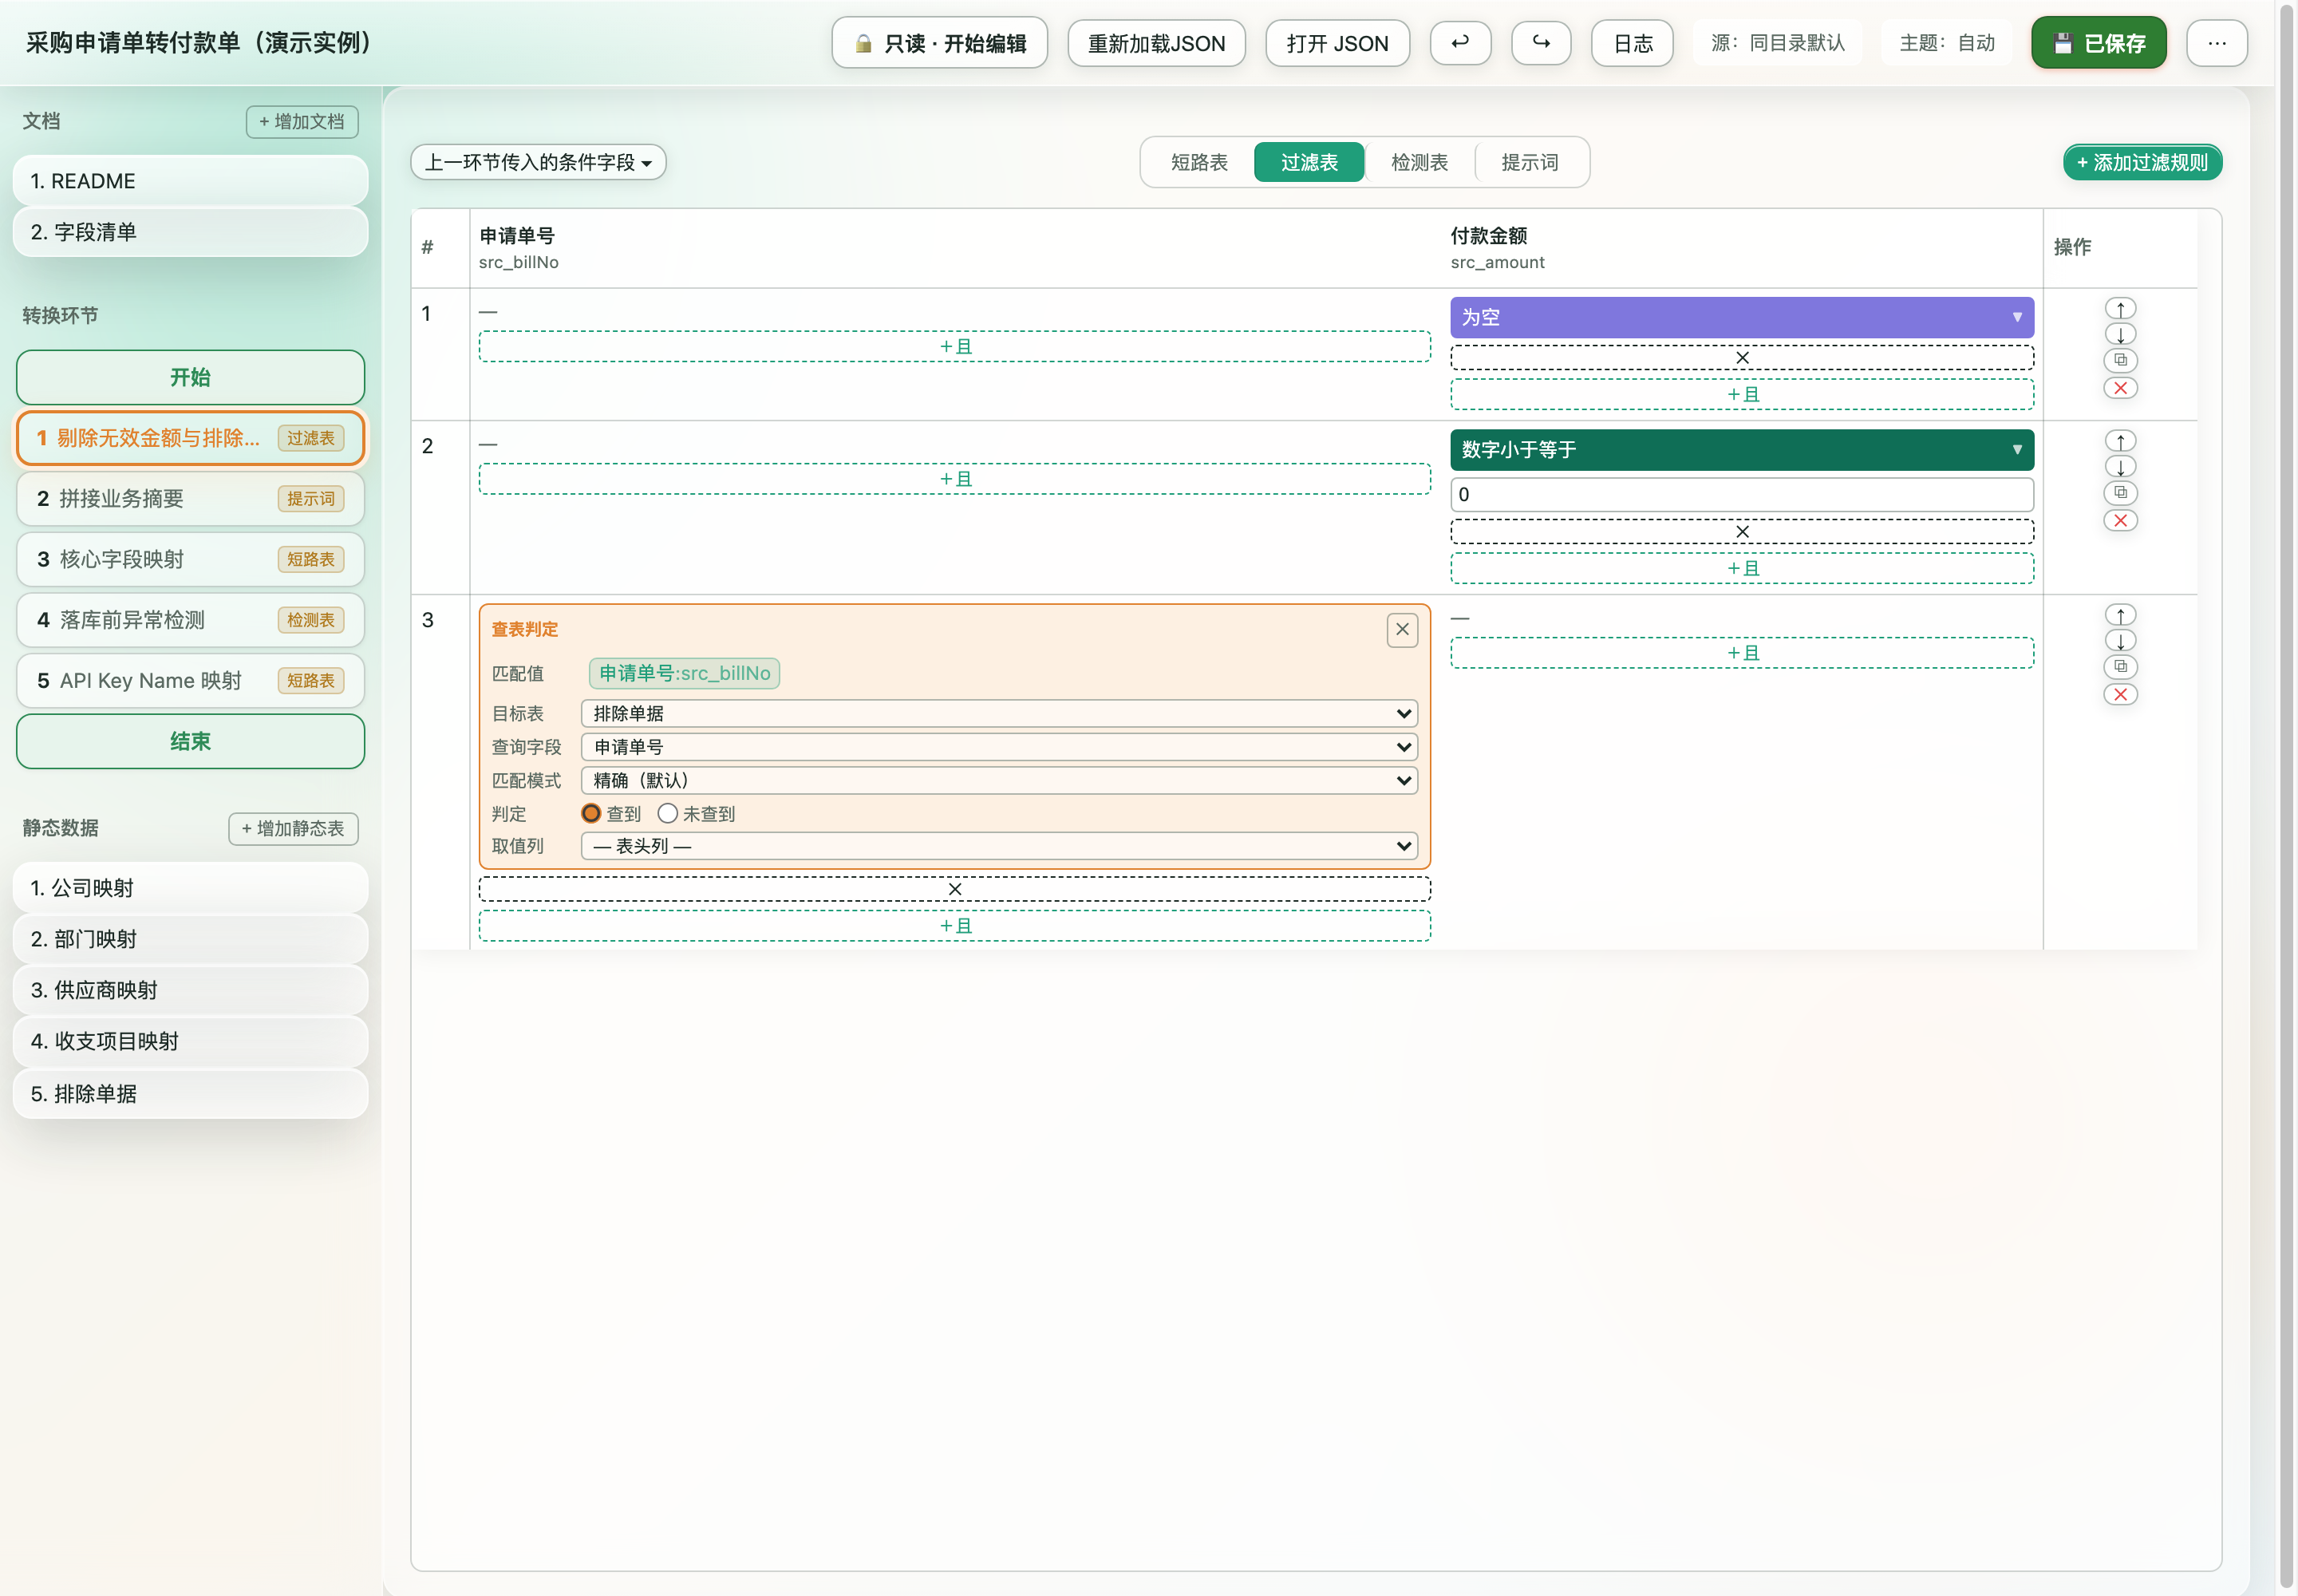 采购申请单转付款单（演示实例）
🔒 只读 · 开始编辑
重新加载JSON
打开 JSON
↩
↪
日志
源：同目录默认
主题：自动
💾 已保存
···
文档
+ 增加文档
1. README
2. 字段清单
转换环节
开始
1 剔除无效金额与排除... 过滤表
2 拼接业务摘要 提示词
3 核心字段映射 短路表
4 落库前异常检测 检测表
5 API Key Name 映射 短路表
结束
静态数据
+ 增加静态表
1. 公司映射
2. 部门映射
3. 供应商映射
4. 收支项目映射
5. 排除单据
上一环节传入的条件字段
短路表
过滤表
检测表
提示词
+ 添加过滤规则
#
申请单号
src_billNo
付款金额
src_amount
操作
1
—
+ 且
为空
×
+ 且
↑
↓
×
2
—
+ 且
数字小于等于
0
×
+ 且
↑
↓
×
3
查表判定
×
匹配值 申请单号:src_billNo
目标表 排除单据
查询字段 申请单号
匹配模式 精确（默认）
判定 查到 未查到
取值列 — 表头列 —
×
+ 且
—
+ 且
↑
↓
×